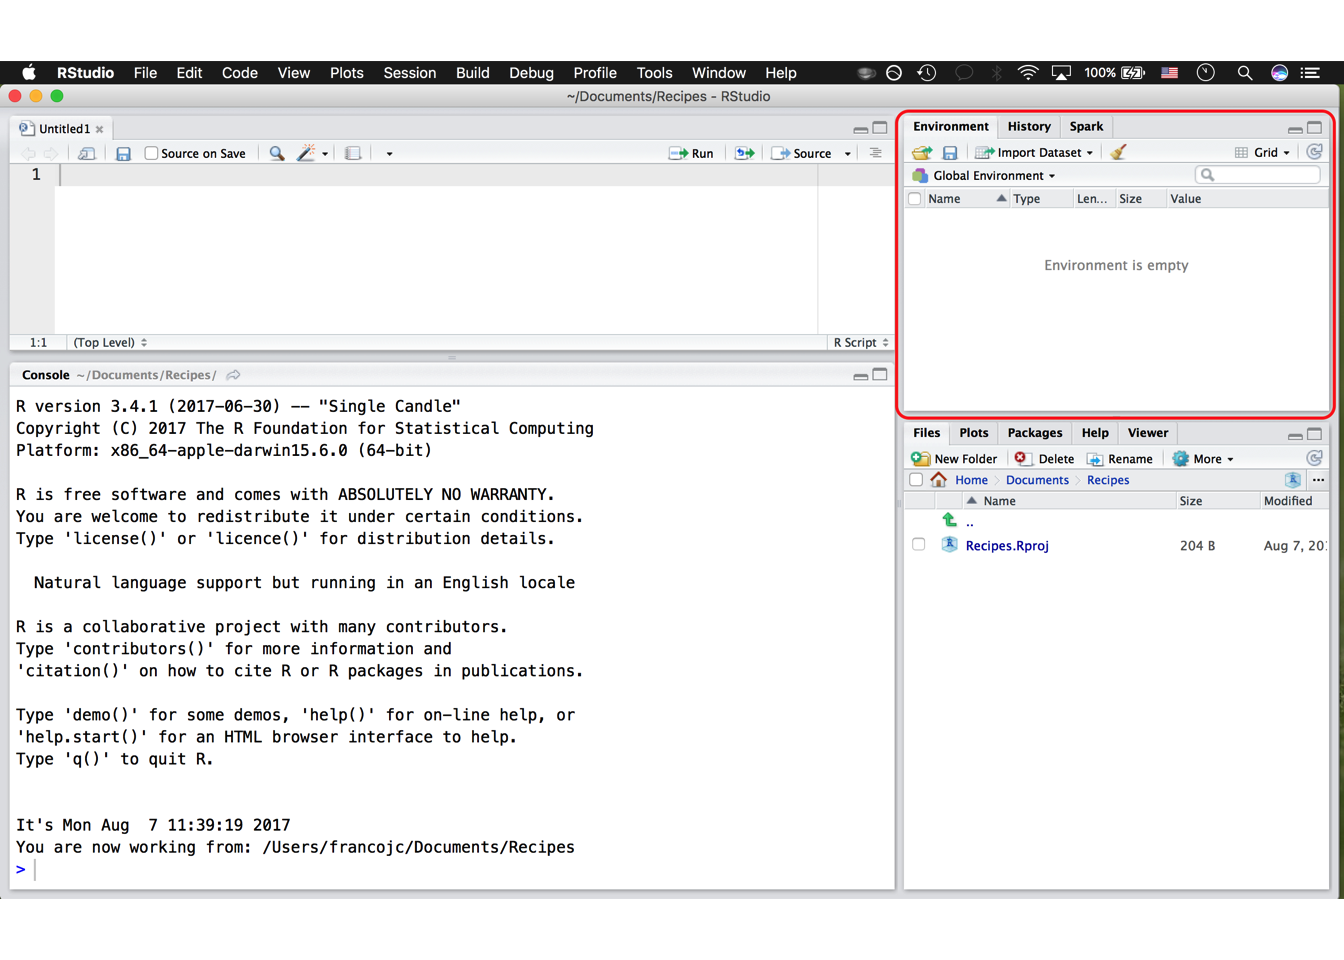 RStudio File Edit Code View Plots Session Build Debug Profile Tools Window Help 100%
~/Documents/Recipes - RStudio
Untitled1
Source on Save Run Source
1
1:1 (Top Level) R Script
Console ~/Documents/Recipes/
R version 3.4.1 (2017-06-30) -- "Single Candle"
Copyright (C) 2017 The R Foundation for Statistical Computing
Platform: x86_64-apple-darwin15.6.0 (64-bit)
R is free software and comes with ABSOLUTELY NO WARRANTY.
You are welcome to redistribute it under certain conditions.
Type 'license()' or 'licence()' for distribution details.
Natural language support but running in an English locale
R is a collaborative project with many contributors.
Type 'contributors()' for more information and
'citation()' on how to cite R or R packages in publications.
Type 'demo()' for some demos, 'help()' for on-line help, or
'help.start()' for an HTML browser interface to help.
Type 'q()' to quit R.
It's Mon Aug  7 11:39:19 2017
You are now working from: /Users/francojc/Documents/Recipes
>
Environment History Spark
Import Dataset Grid
Global Environment
Name Type Len... Size Value
Environment is empty
Files Plots Packages Help Viewer
New Folder Delete Rename More
Home Documents Recipes ...
Name Size Modified
..
Recipes.Rproj 204 B Aug 7, 20